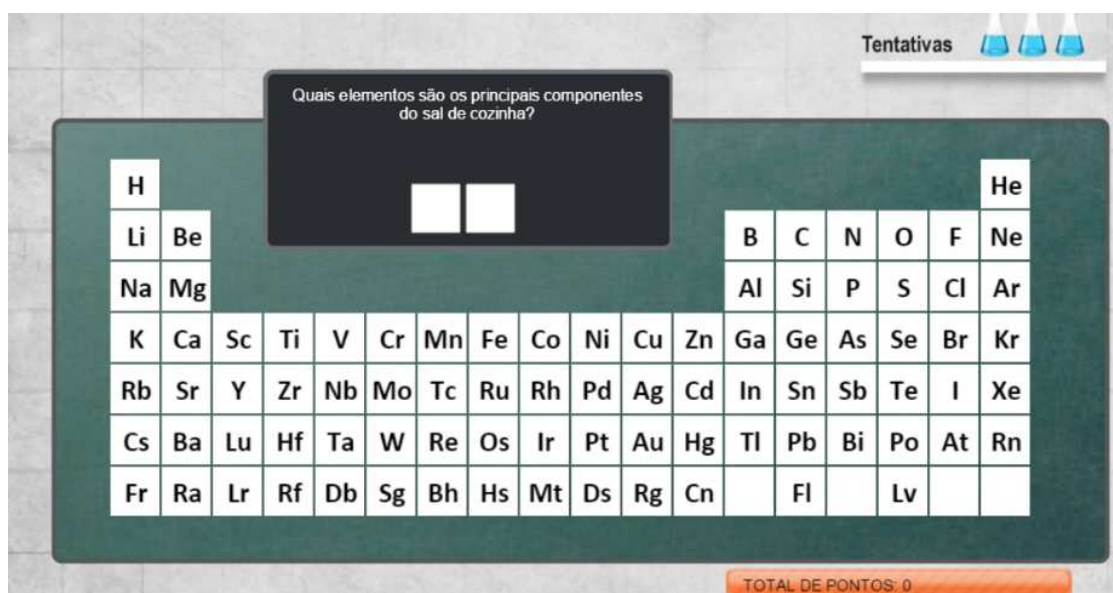 Tentativas
Quais elementos são os principais componentes
do sal de cozinha?
H He
Li Be B C N O F Ne
Na Mg Al Si P S Cl Ar
K Ca Sc Ti V Cr Mn Fe Co Ni Cu Zn Ga Ge As Se Br Kr
Rb Sr Y Zr Nb Mo Tc Ru Rh Pd Ag Cd In Sn Sb Te I Xe
Cs Ba Lu Hf Ta W Re Os Ir Pt Au Hg Tl Pb Bi Po At Rn
Fr Ra Lr Rf Db Sg Bh Hs Mt Ds Rg Cn Fl Lv
TOTAL DE PONTOS: 0